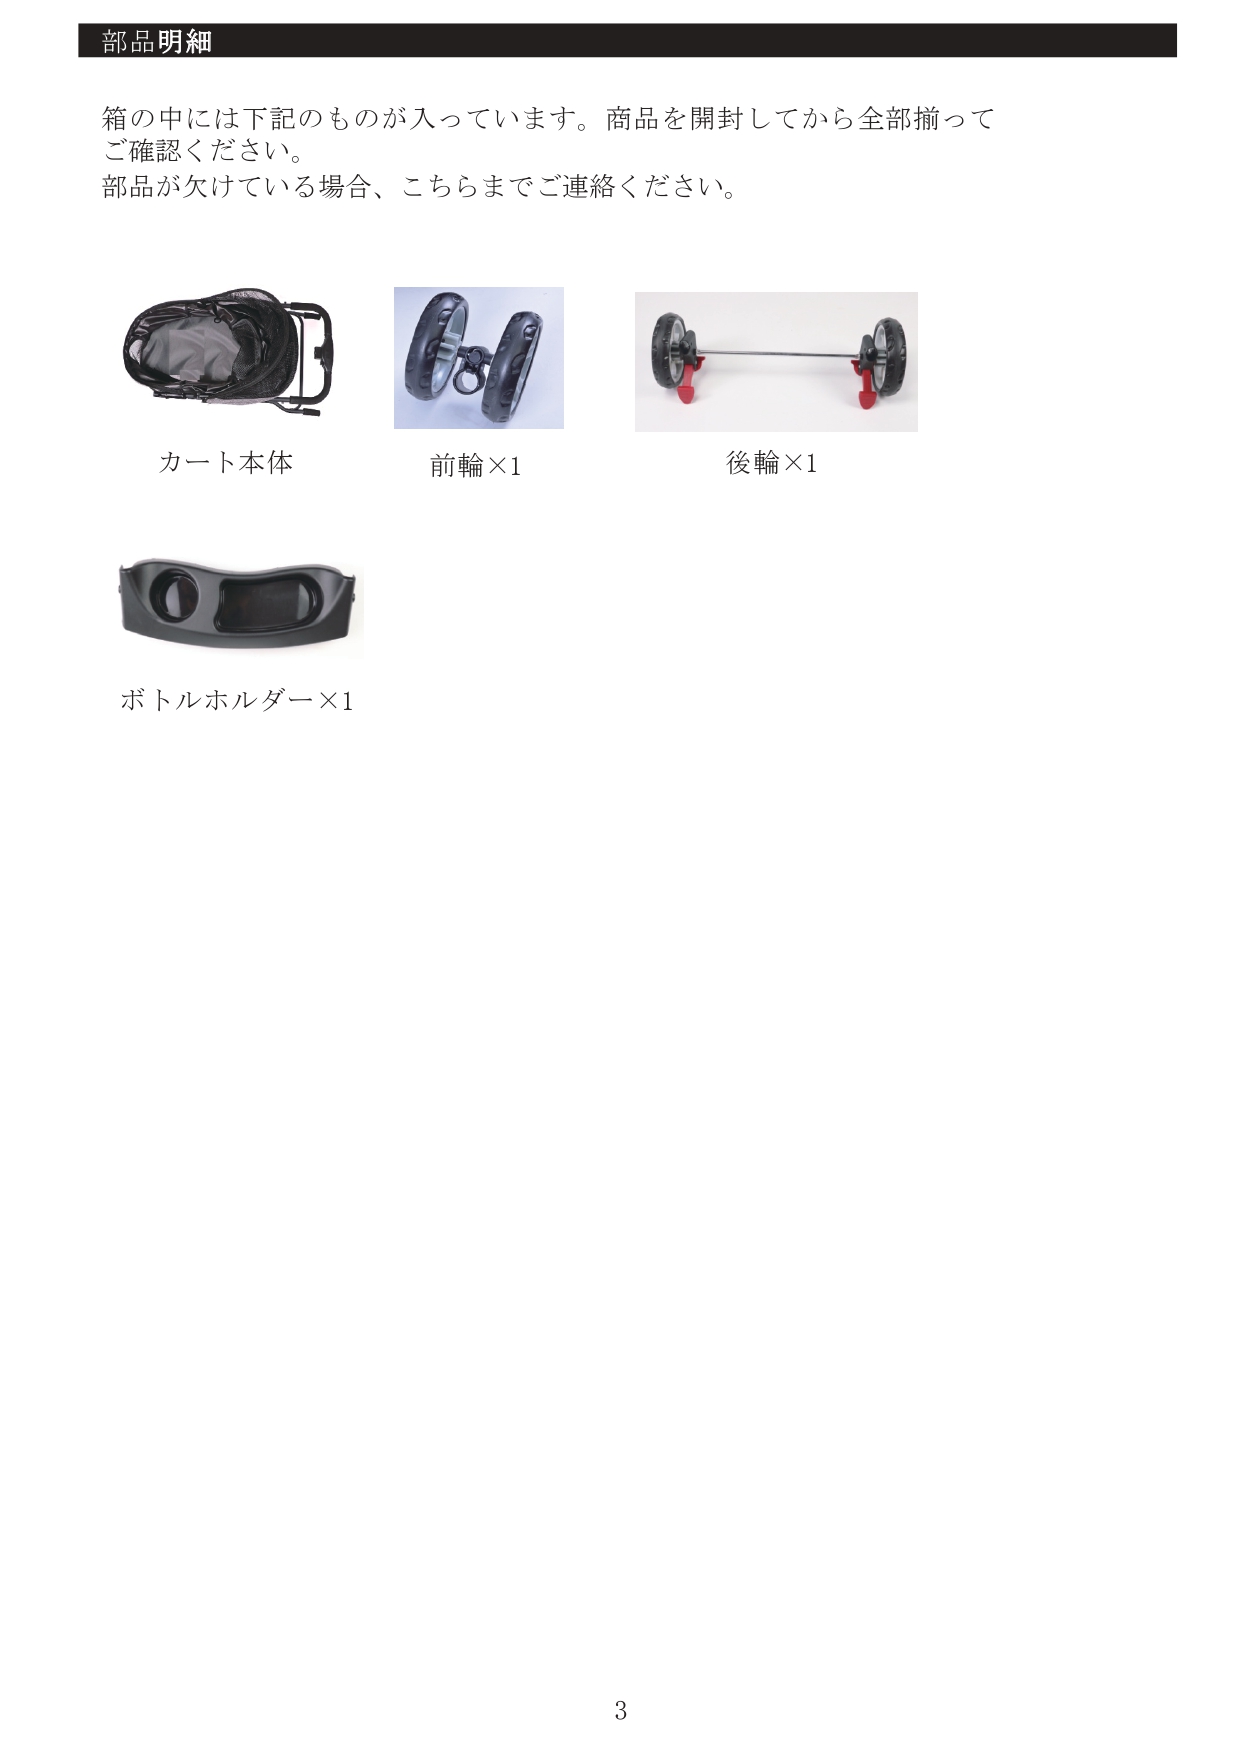 部品明細
箱の中には下記のものが入っています。商品を開封してから全部揃って
ご確認ください。
部品が欠けている場合、こちらまでご連絡ください。
カート本体
前輪×1
後輪×1
ボトルホルダー×1
3